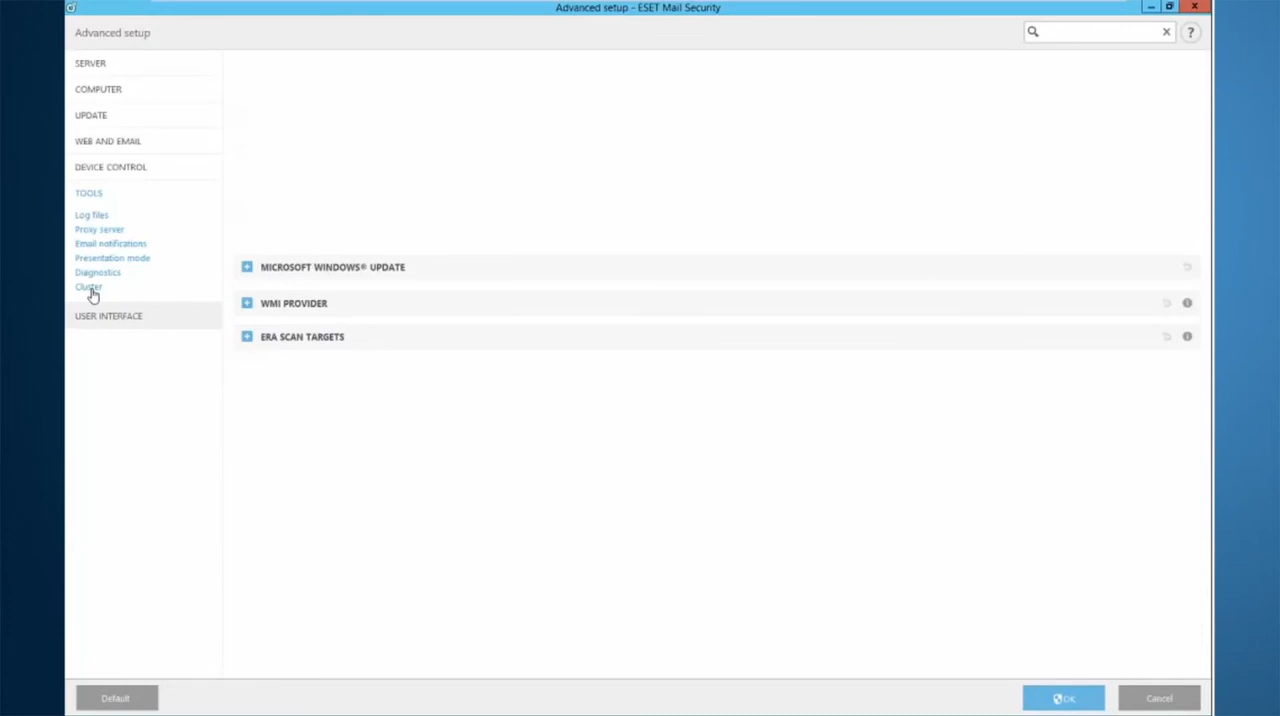 Advanced setup - ESET Mail Security
Advanced setup
?
SERVER
COMPUTER
UPDATE
WEB AND EMAIL
DEVICE CONTROL
TOOLS
Log files
Proxy server
Email notifications
Presentation mode
Diagnostics
Cluster
USER INTERFACE
MICROSOFT WINDOWS® UPDATE
WMI PROVIDER
ERA SCAN TARGETS
Default
OK
Cancel